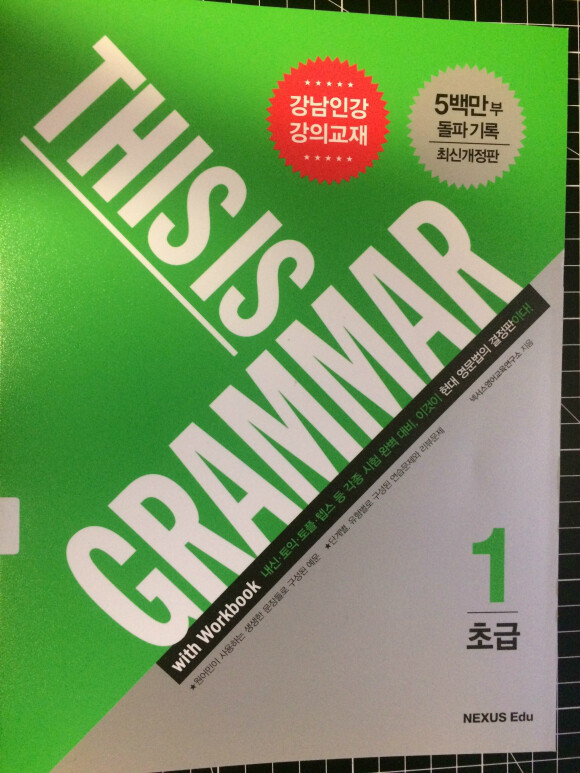 THIS IS
GRAMMAR
★★★★★
강남인강
강의교재
★★★★★
5백만부
돌파 기록
최신개정판
with Workbook 내신·토익·토플·텝스 등 각종 시험 완벽 대비, 이것이 현대 영문법의 결정판이다!
넥서스영어교육연구소 지음
★원어민이 사용하는 생생한 문장들로 구성된 예문 ★단계별, 유형별로 구성된 연습문제와 리뷰문제
1
초급
NEXUS Edu